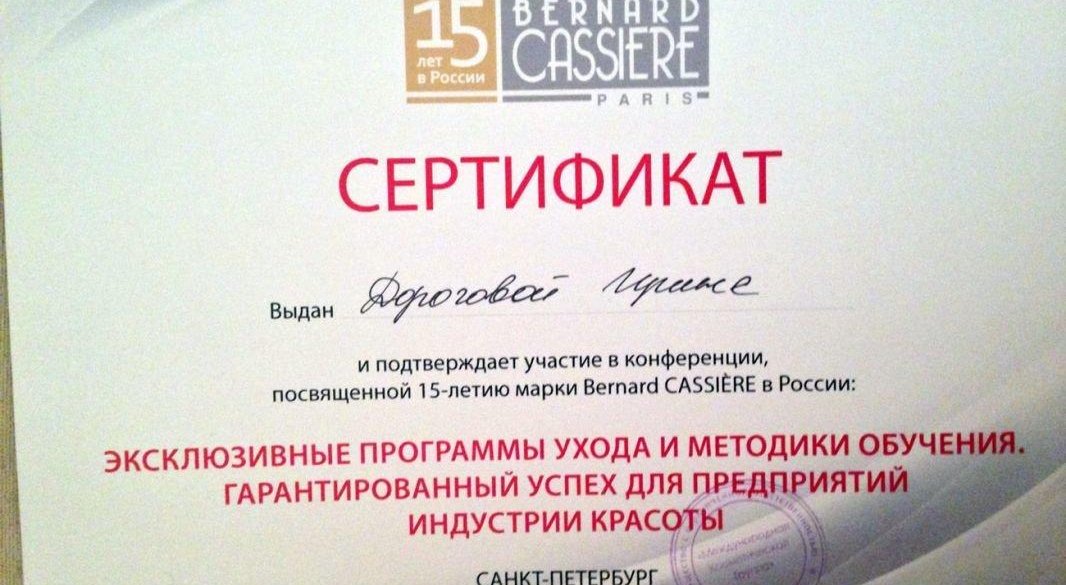 15
лет
в России
BERNARD
CASSIERE
PARIS
СЕРТИФИКАТ
Выдан Дороговой Ирине
и подтверждает участие в конференции,
посвященной 15-летию марки Bernard CASSIÈRE в России:
ЭКСКЛЮЗИВНЫЕ ПРОГРАММЫ УХОДА И МЕТОДИКИ ОБУЧЕНИЯ.
ГАРАНТИРОВАННЫЙ УСПЕХ ДЛЯ ПРЕДПРИЯТИЙ
ИНДУСТРИИ КРАСОТЫ
САНКТ-ПЕТЕРБУРГ